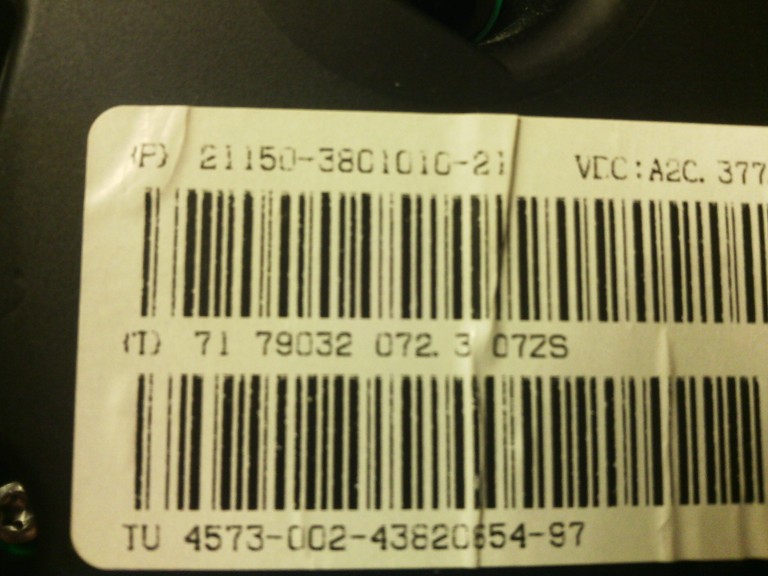 (P) 21150-3801010-21 VDC:A2C. 377
(T) 71 79032 072. 3 07ZS
TU 4573-002-43820654-97